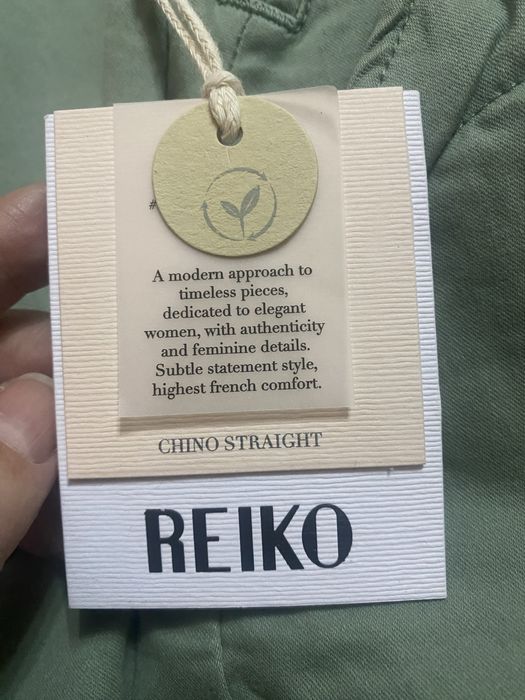 #
A modern approach to
timeless pieces,
dedicated to elegant
women, with authenticity
and feminine details.
Subtle statement style,
highest french comfort.
CHINO STRAIGHT
REIKO